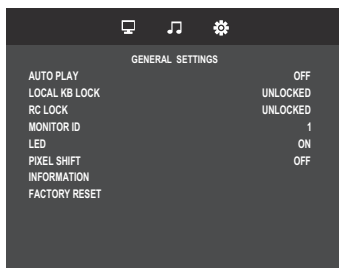 GENERAL SETTINGS
AUTO PLAY OFF
LOCAL KB LOCK UNLOCKED
RC LOCK UNLOCKED
MONITOR ID 1
LED ON
PIXEL SHIFT OFF
INFORMATION
FACTORY RESET